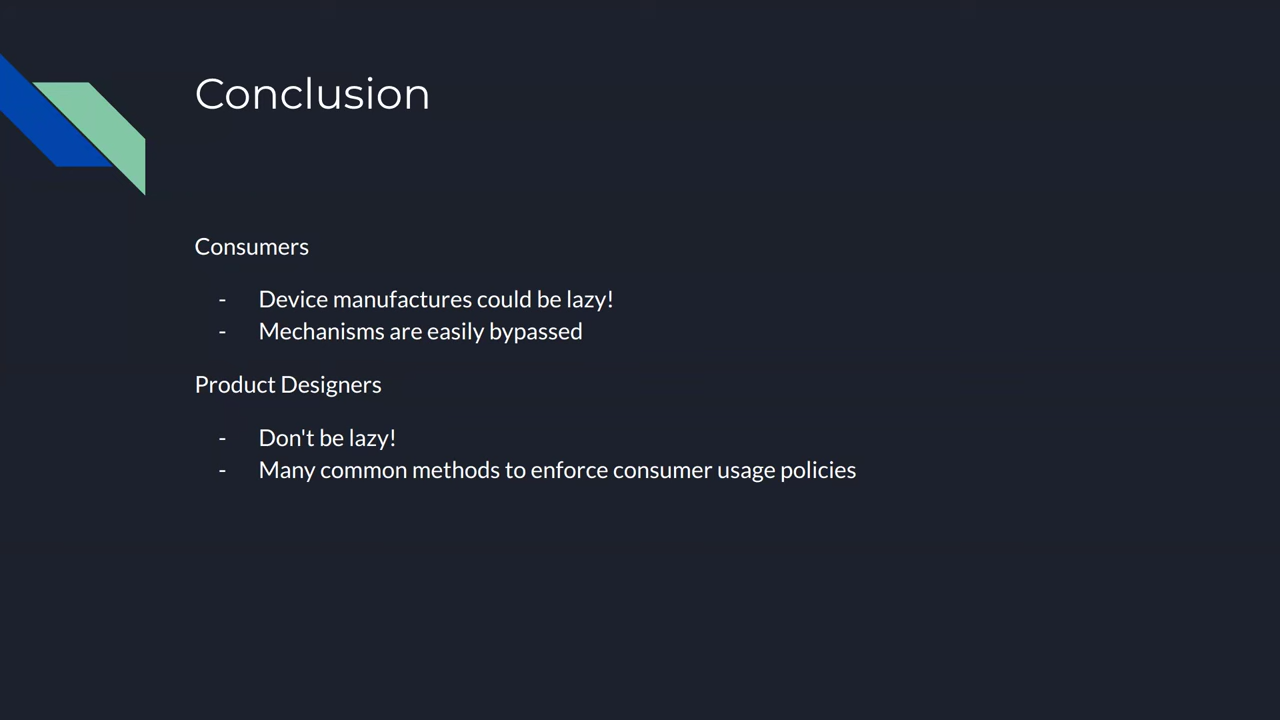 Conclusion
Consumers
- Device manufactures could be lazy!
- Mechanisms are easily bypassed
Product Designers
- Don't be lazy!
- Many common methods to enforce consumer usage policies